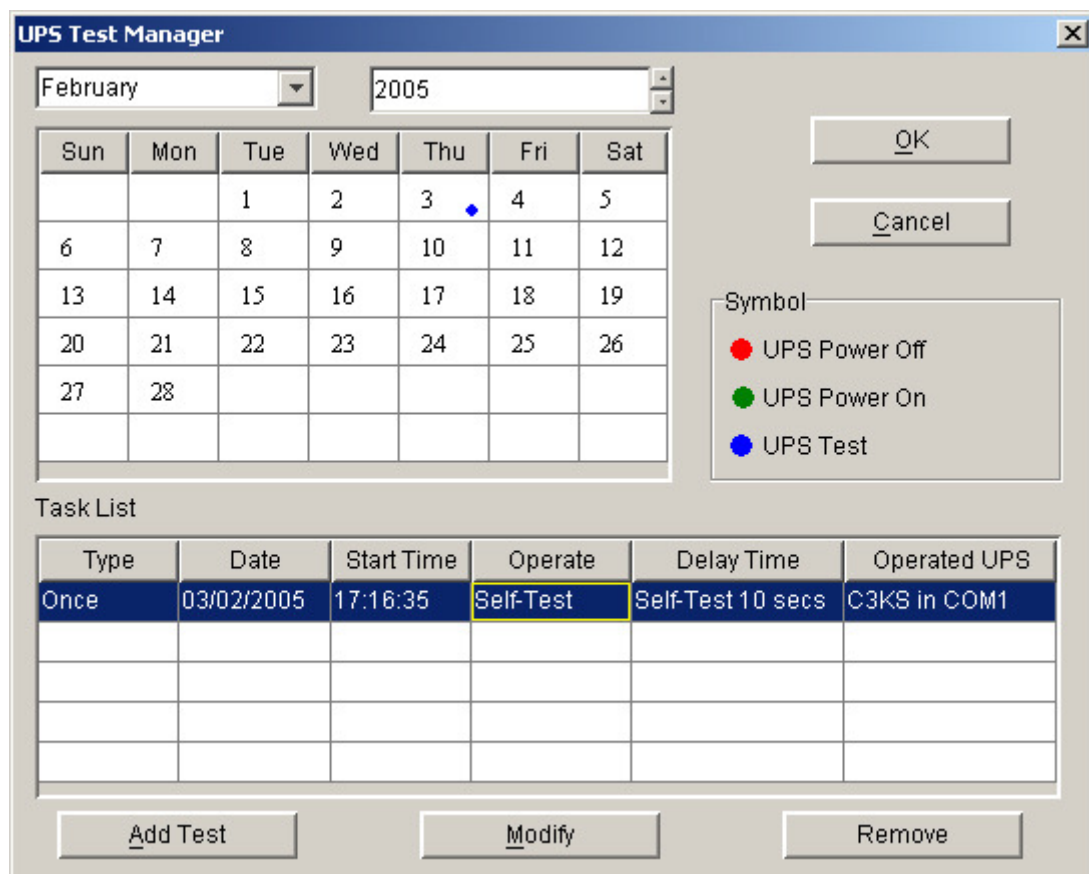 UPS Test Manager
February 2005
Sun Mon Tue Wed Thu Fri Sat
1 2 3 4 5
6 7 8 9 10 11 12
13 14 15 16 17 18 19
20 21 22 23 24 25 26
27 28
OK
Cancel
Symbol
UPS Power Off
UPS Power On
UPS Test
Task List
Type Date Start Time Operate Delay Time Operated UPS
Once 03/02/2005 17:16:35 Self-Test Self-Test 10 secs C3KS in COM1
Add Test Modify Remove